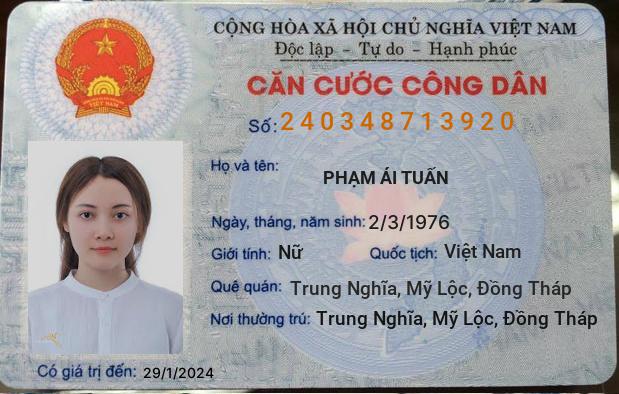 CỘNG HÒA XÃ HỘI CHỦ NGHĨA VIỆT NAM
Độc lập - Tự do - Hạnh phúc
CĂN CƯỚC CÔNG DÂN
Số: 240348713920
Họ và tên:
PHẠM ÁI TUẤN
Ngày, tháng, năm sinh: 2/3/1976
Giới tính: Nữ Quốc tịch: Việt Nam
Quê quán: Trung Nghĩa, Mỹ Lộc, Đồng Tháp
Nơi thường trú: Trung Nghĩa, Mỹ Lộc, Đồng Tháp
Có giá trị đến: 29/1/2024
VIỆT NAM